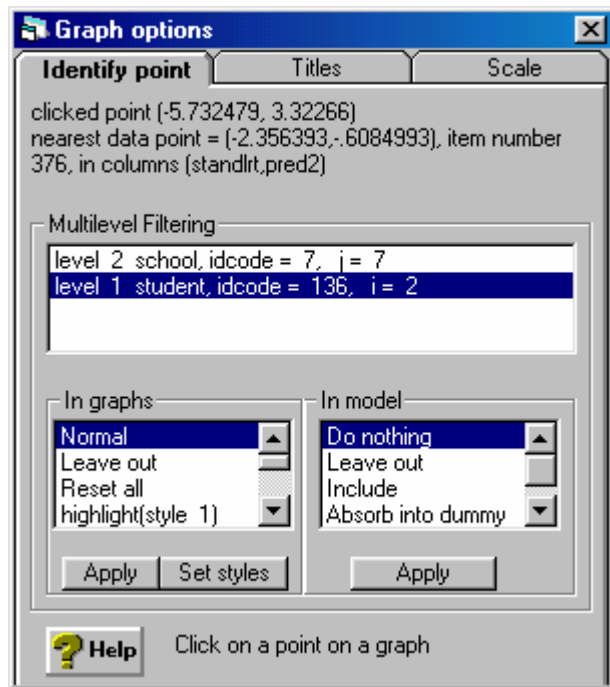 Graph options
Identify point
Titles
Scale
clicked point (-5.732479, 3.32266)
nearest data point = (-2.356393,-.6084993), item number
376, in columns (standlrt,pred2)
Multilevel Filtering
level 2 school, idcode = 7, j = 7
level 1 student, idcode = 136, i = 2
In graphs
Normal
Leave out
Reset all
highlight(style 1)
Apply
Set styles
In model
Do nothing
Leave out
Include
Absorb into dummy
Apply
Help
Click on a point on a graph